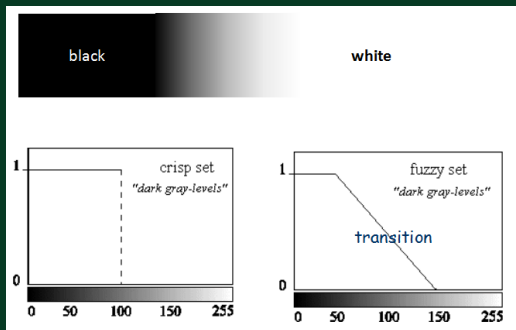 black
white
1
crisp set
"dark gray-levels"
0
0 50 100 150 255
1
fuzzy set
"dark gray-levels"
transition
0
0 50 100 150 200 255